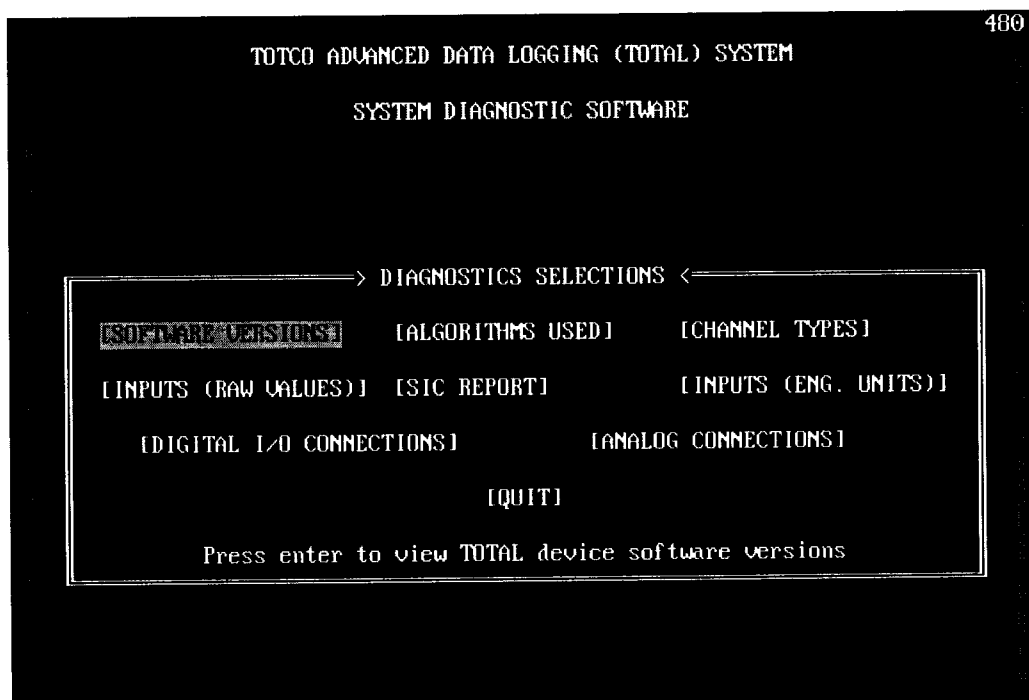 480
TOTCO ADVANCED DATA LOGGING (TOTAL) SYSTEM
SYSTEM DIAGNOSTIC SOFTWARE
> DIAGNOSTICS SELECTIONS <
[SOFTWARE VERSIONS] [ALGORITHMS USED] [CHANNEL TYPES]
[INPUTS (RAW VALUES)] [SIC REPORT] [INPUTS (ENG. UNITS)]
[DIGITAL I/O CONNECTIONS] [ANALOG CONNECTIONS]
[QUIT]
Press enter to view TOTAL device software versions